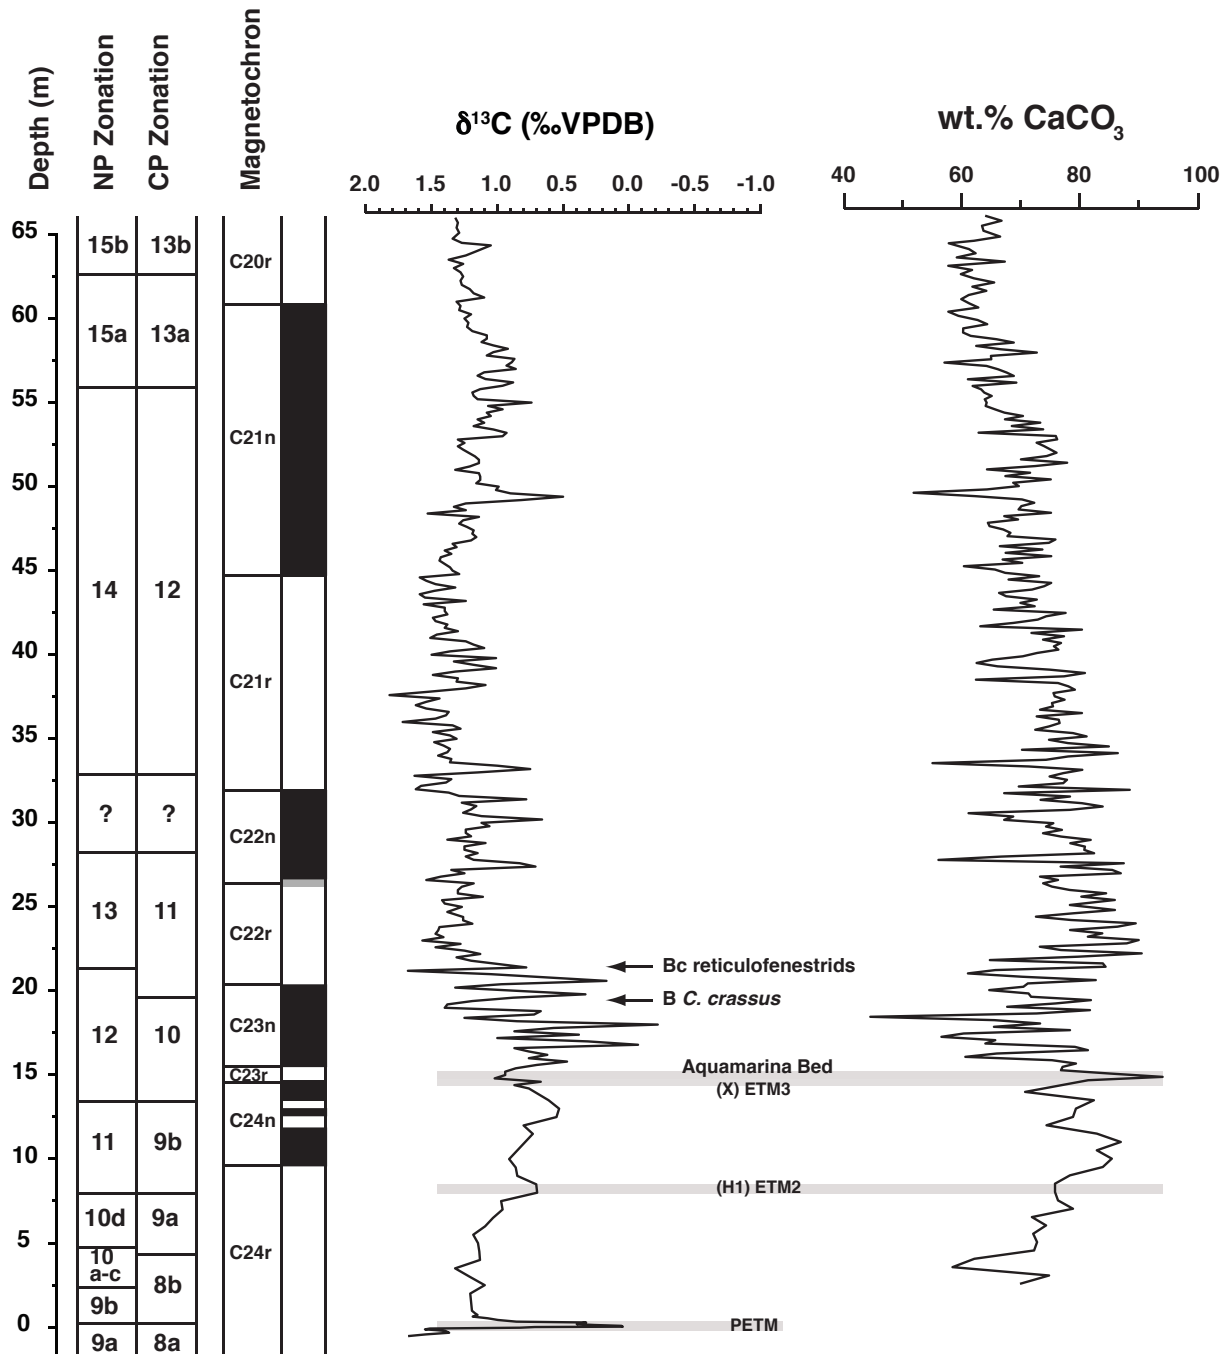 Depth (m)
NP Zonation
CP Zonation
Magnetochron
δ¹³C (‰VPDB)
wt.% CaCO₃
2.0 1.5 1.0 0.5 0.0 -0.5 -1.0
40 60 80 100
65
60
55
50
45
40
35
30
25
20
15
10
5
0
15b
15a
14
?
13
12
11
10d
10
a-c
9b
9a
13b
13a
12
?
11
10
9b
9a
8b
8a
C20r
C21n
C21r
C22n
C22r
C23n
C23r
C24n
C24r
Bc reticulofenestrids
B C. crassus
Aquamarina Bed
(X) ETM3
(H1) ETM2
PETM